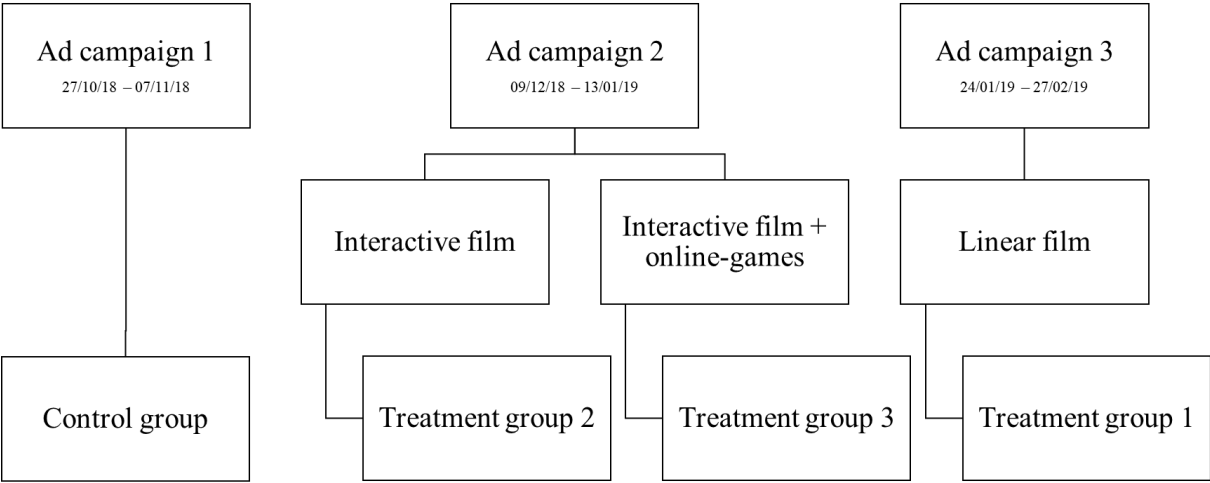 Ad campaign 1
27/10/18 – 07/11/18
Ad campaign 2
09/12/18 – 13/01/19
Ad campaign 3
24/01/19 – 27/02/19
Interactive film
Interactive film +
online-games
Linear film
Control group
Treatment group 2
Treatment group 3
Treatment group 1